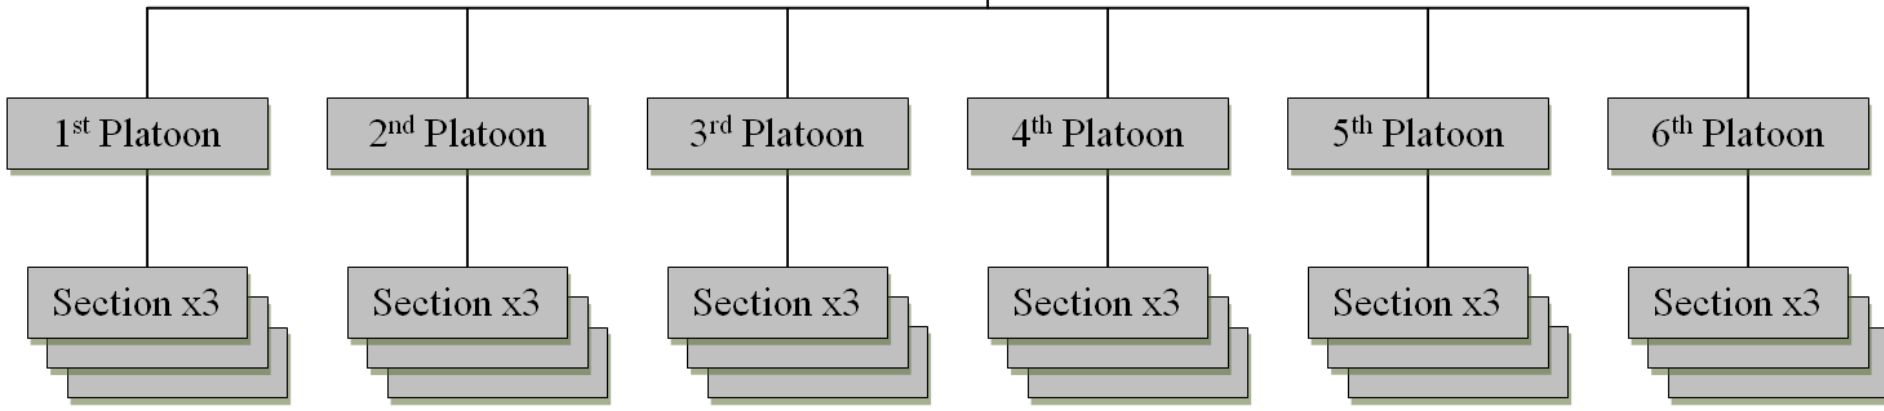 1st Platoon
2nd Platoon
3rd Platoon
4th Platoon
5th Platoon
6th Platoon
Section x3
Section x3
Section x3
Section x3
Section x3
Section x3